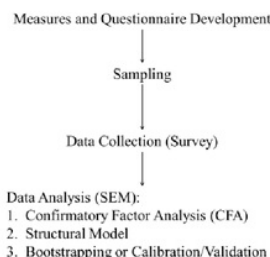 Measures and Questionnaire Development
Sampling
Data Collection (Survey)
Data Analysis (SEM):
1. Confirmatory Factor Analysis (CFA)
2. Structural Model
3. Bootstrapping or Calibration/Validation